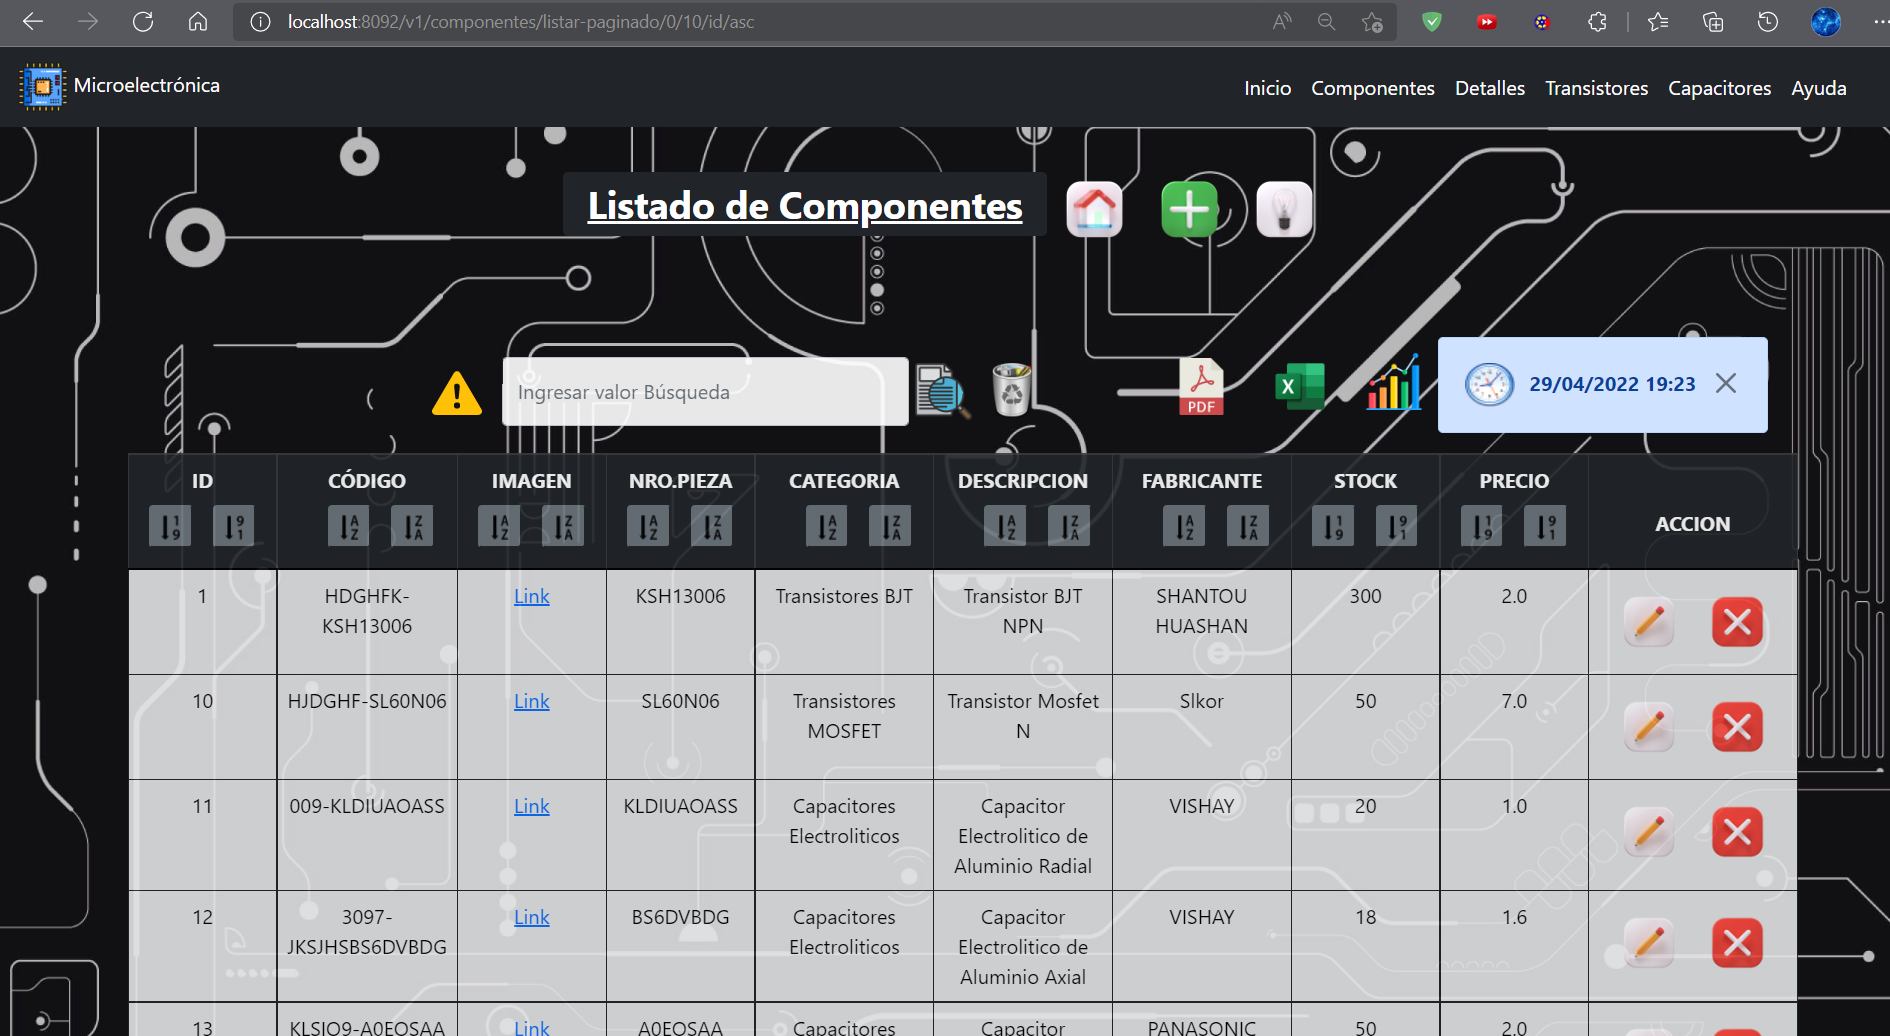 localhost:8092/v1/componentes/listar-paginado/0/10/id/asc
Microelectrónica
Inicio Componentes Detalles Transistores Capacitores Ayuda
Listado de Componentes
Ingresar valor Búsqueda
PDF
X
29/04/2022 19:23
ID CÓDIGO IMAGEN NRO.PIEZA CATEGORIA DESCRIPCION FABRICANTE STOCK PRECIO
ACCION
1 HDGHFK- Link KSH13006 Transistores BJT Transistor BJT SHANTOU 300 2.0
KSH13006 NPN HUASHAN
10 HJDGHF-SL60N06 Link SL60N06 Transistores Transistor Mosfet Slkor 50 7.0
MOSFET N
11 009-KLDIUAOASS Link KLDIUAOASS Capacitores Capacitor VISHAY 20 1.0
Electroliticos Electrolitico de
Aluminio Radial
12 3097- Link BS6DVBDG Capacitores Capacitor VISHAY 18 1.6
JKSJHSBS6DVBDG Electroliticos Electrolitico de
Aluminio Axial
13 KLSIO9-A0EOSAA Link A0EOSAA Capacitores Capacitor PANASONIC 50 2.0